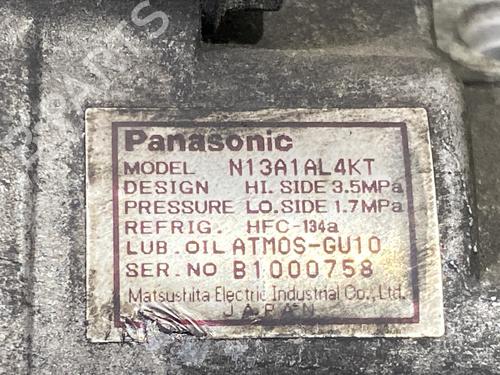 Panasonic
MODEL N13A1AL4KT
DESIGN HI. SIDE 3.5MPa
PRESSURE LO. SIDE 1.7MPa
REFRIG. HFC-134a
LUB. OIL ATMOS-GU10
SER. NO B1000758
Matsushita Electric Industrial Co., Ltd.
JAPAN